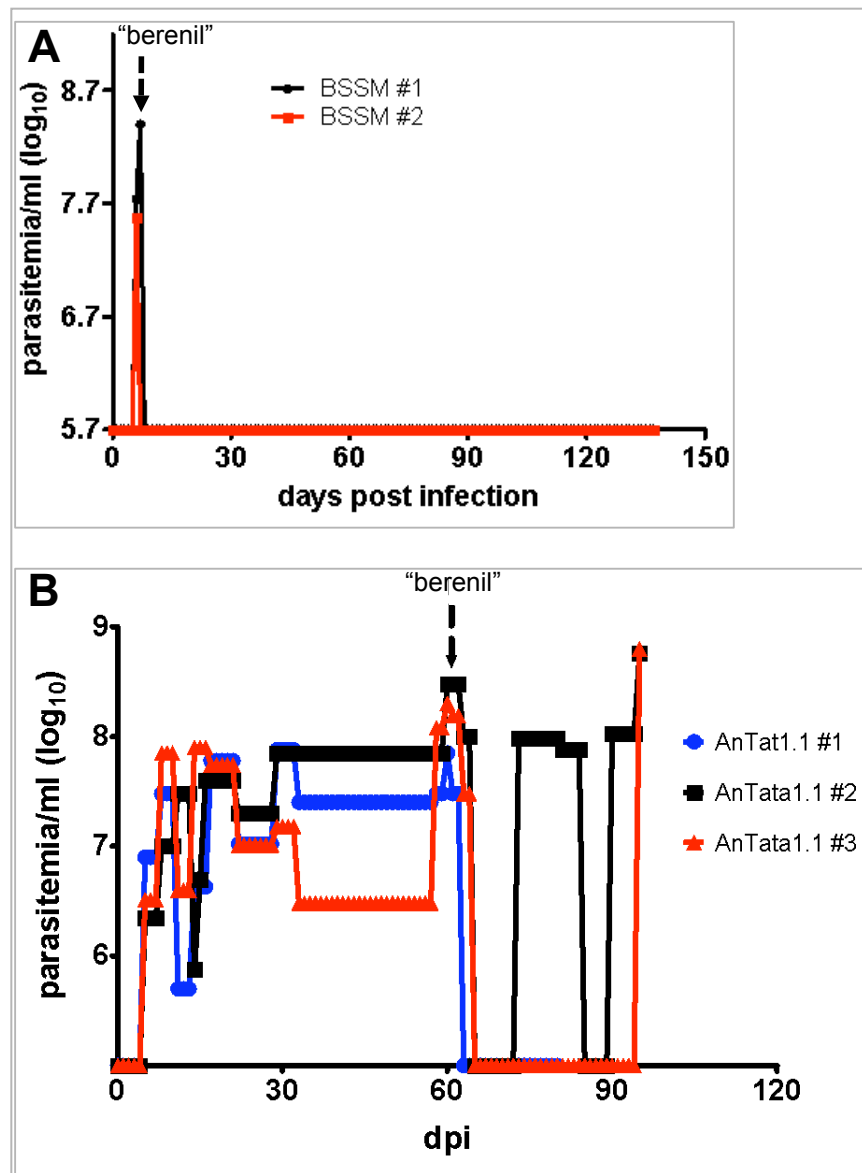 A
"berenil"
BSSM #1
BSSM #2
parasitemia/ml (log10)
8.7
7.7
6.7
5.7
0 30 60 90 120 150
days post infection
B
"berenil"
parasitemia/ml (log10)
9
8
7
6
AnTat1.1 #1
AnTata1.1 #2
AnTata1.1 #3
0 30 60 90 120
dpi